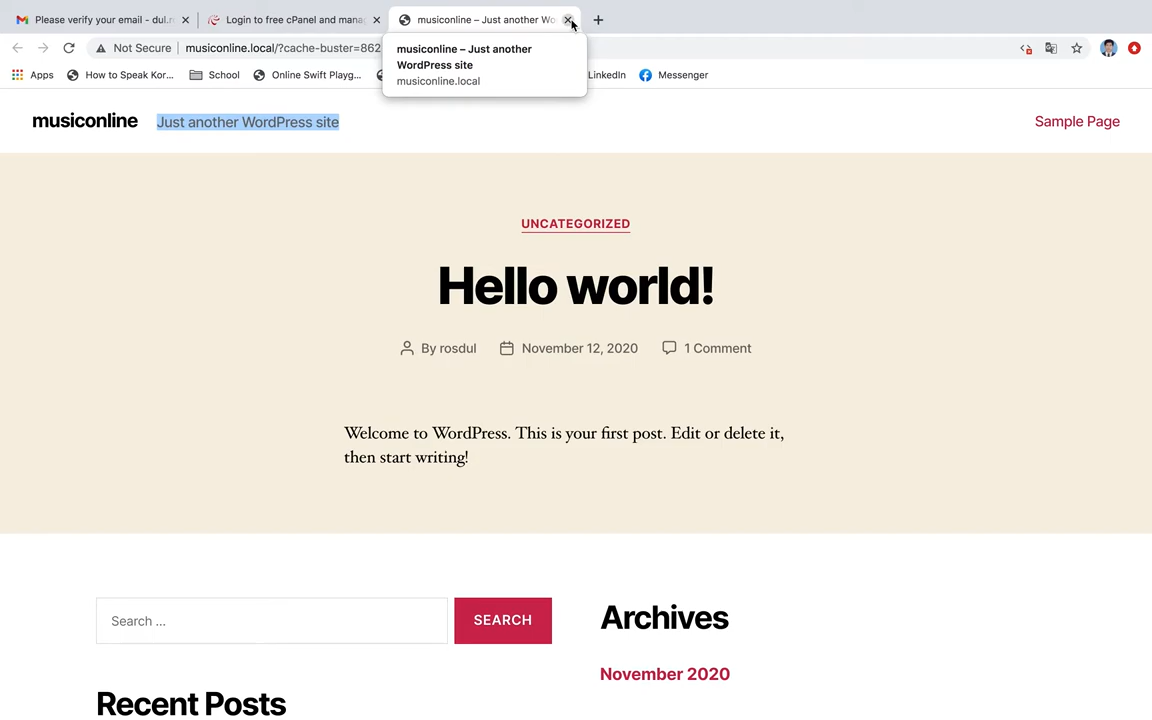 Please verify your email - dul.r
Login to free cPanel and manag
musiconline – Just another Wo
Not Secure
musiconline.local/?cache-buster=862
musiconline – Just another
WordPress site
musiconline.local
Apps
How to Speak Kor...
School
Online Swift Playg...
LinkedIn
Messenger
musiconline
Just another WordPress site
Sample Page
UNCATEGORIZED
Hello world!
By rosdul
November 12, 2020
1 Comment
Welcome to WordPress. This is your first post. Edit or delete it,
then start writing!
Search ...
SEARCH
Archives
November 2020
Recent Posts